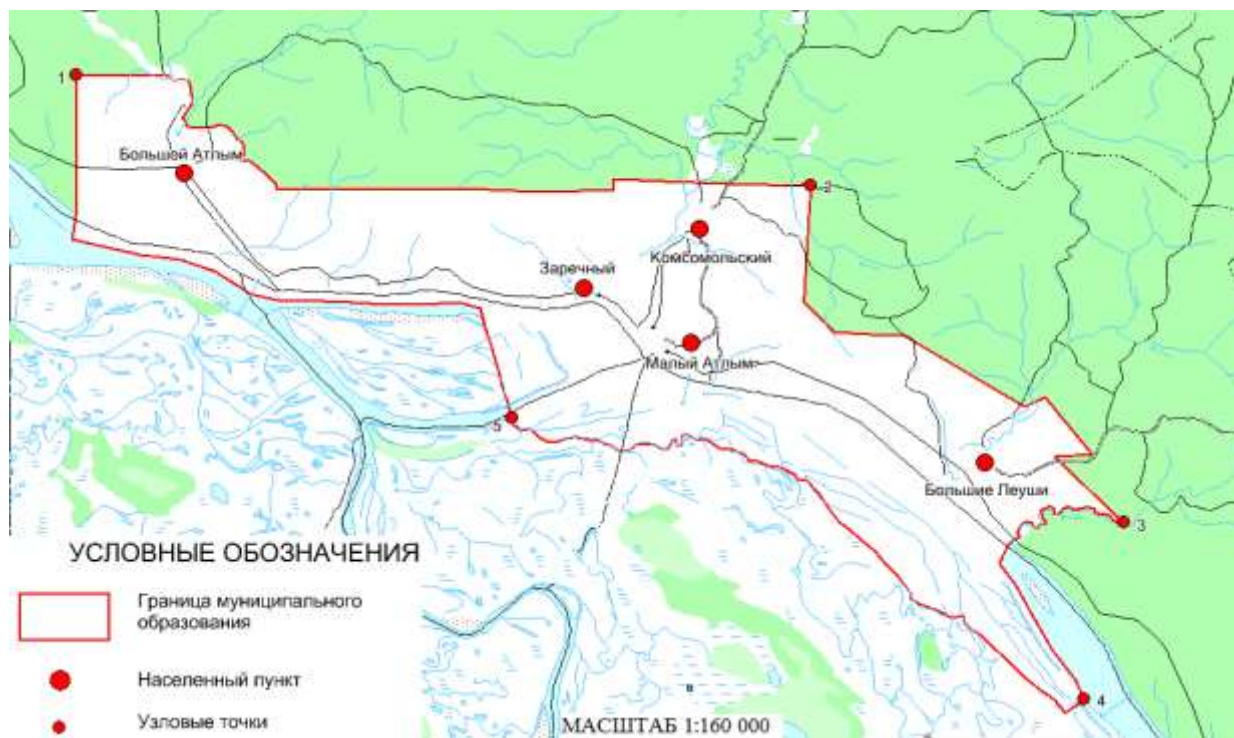 1
Большой Атлым
2
Комсомольский
Заречный
Малый Атлым
5
Большие Леуши
3
УСЛОВНЫЕ ОБОЗНАЧЕНИЯ
Граница муниципального
образования
Населенный пункт
Узловые точки
4
МАСШТАБ 1:160 000